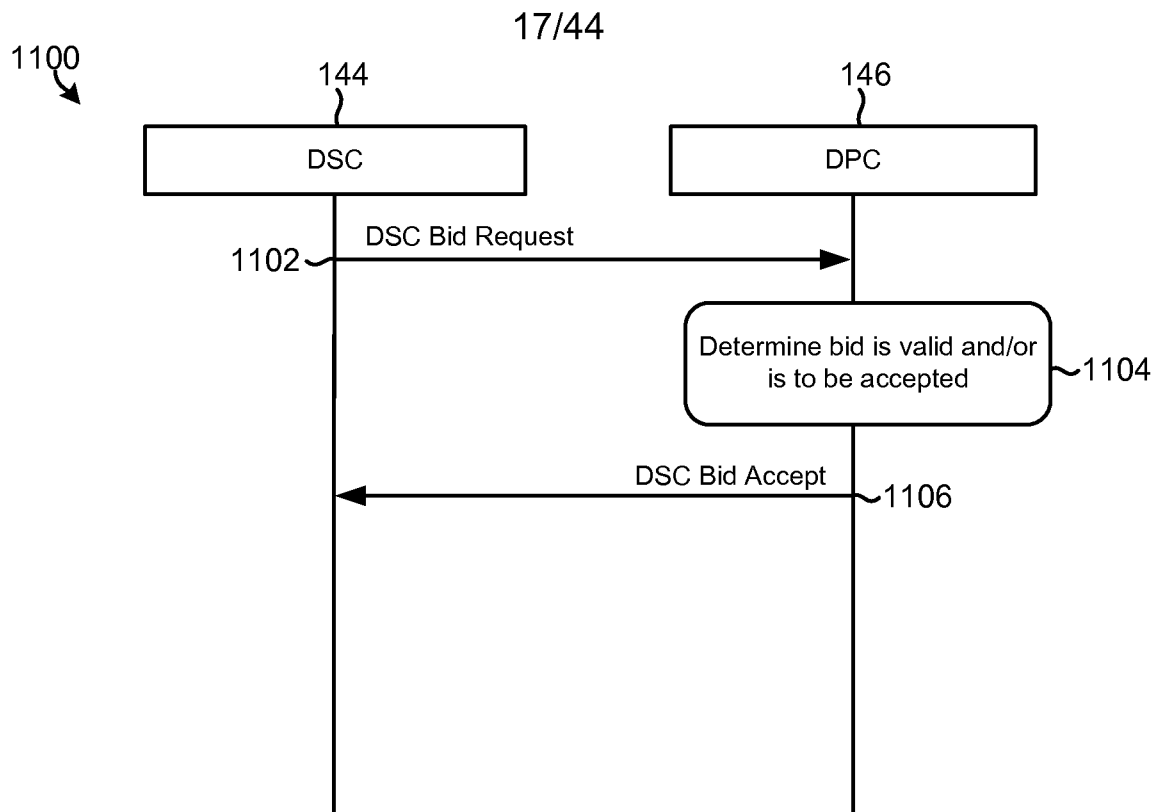 17/44
1100
144
146
DSC
DPC
DSC Bid Request
1102
Determine bid is valid and/or
is to be accepted
1104
DSC Bid Accept
1106